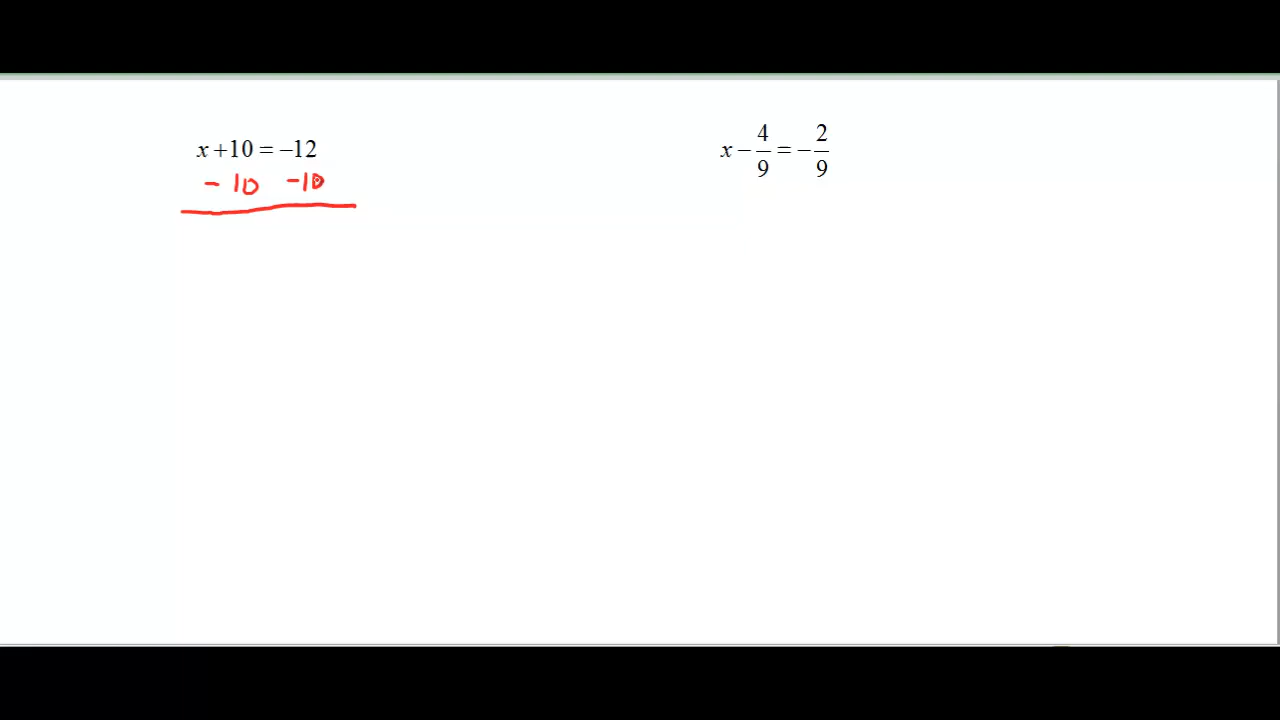 x + 10 = −12
− 10 −10
x − 4/9 = − 2/9